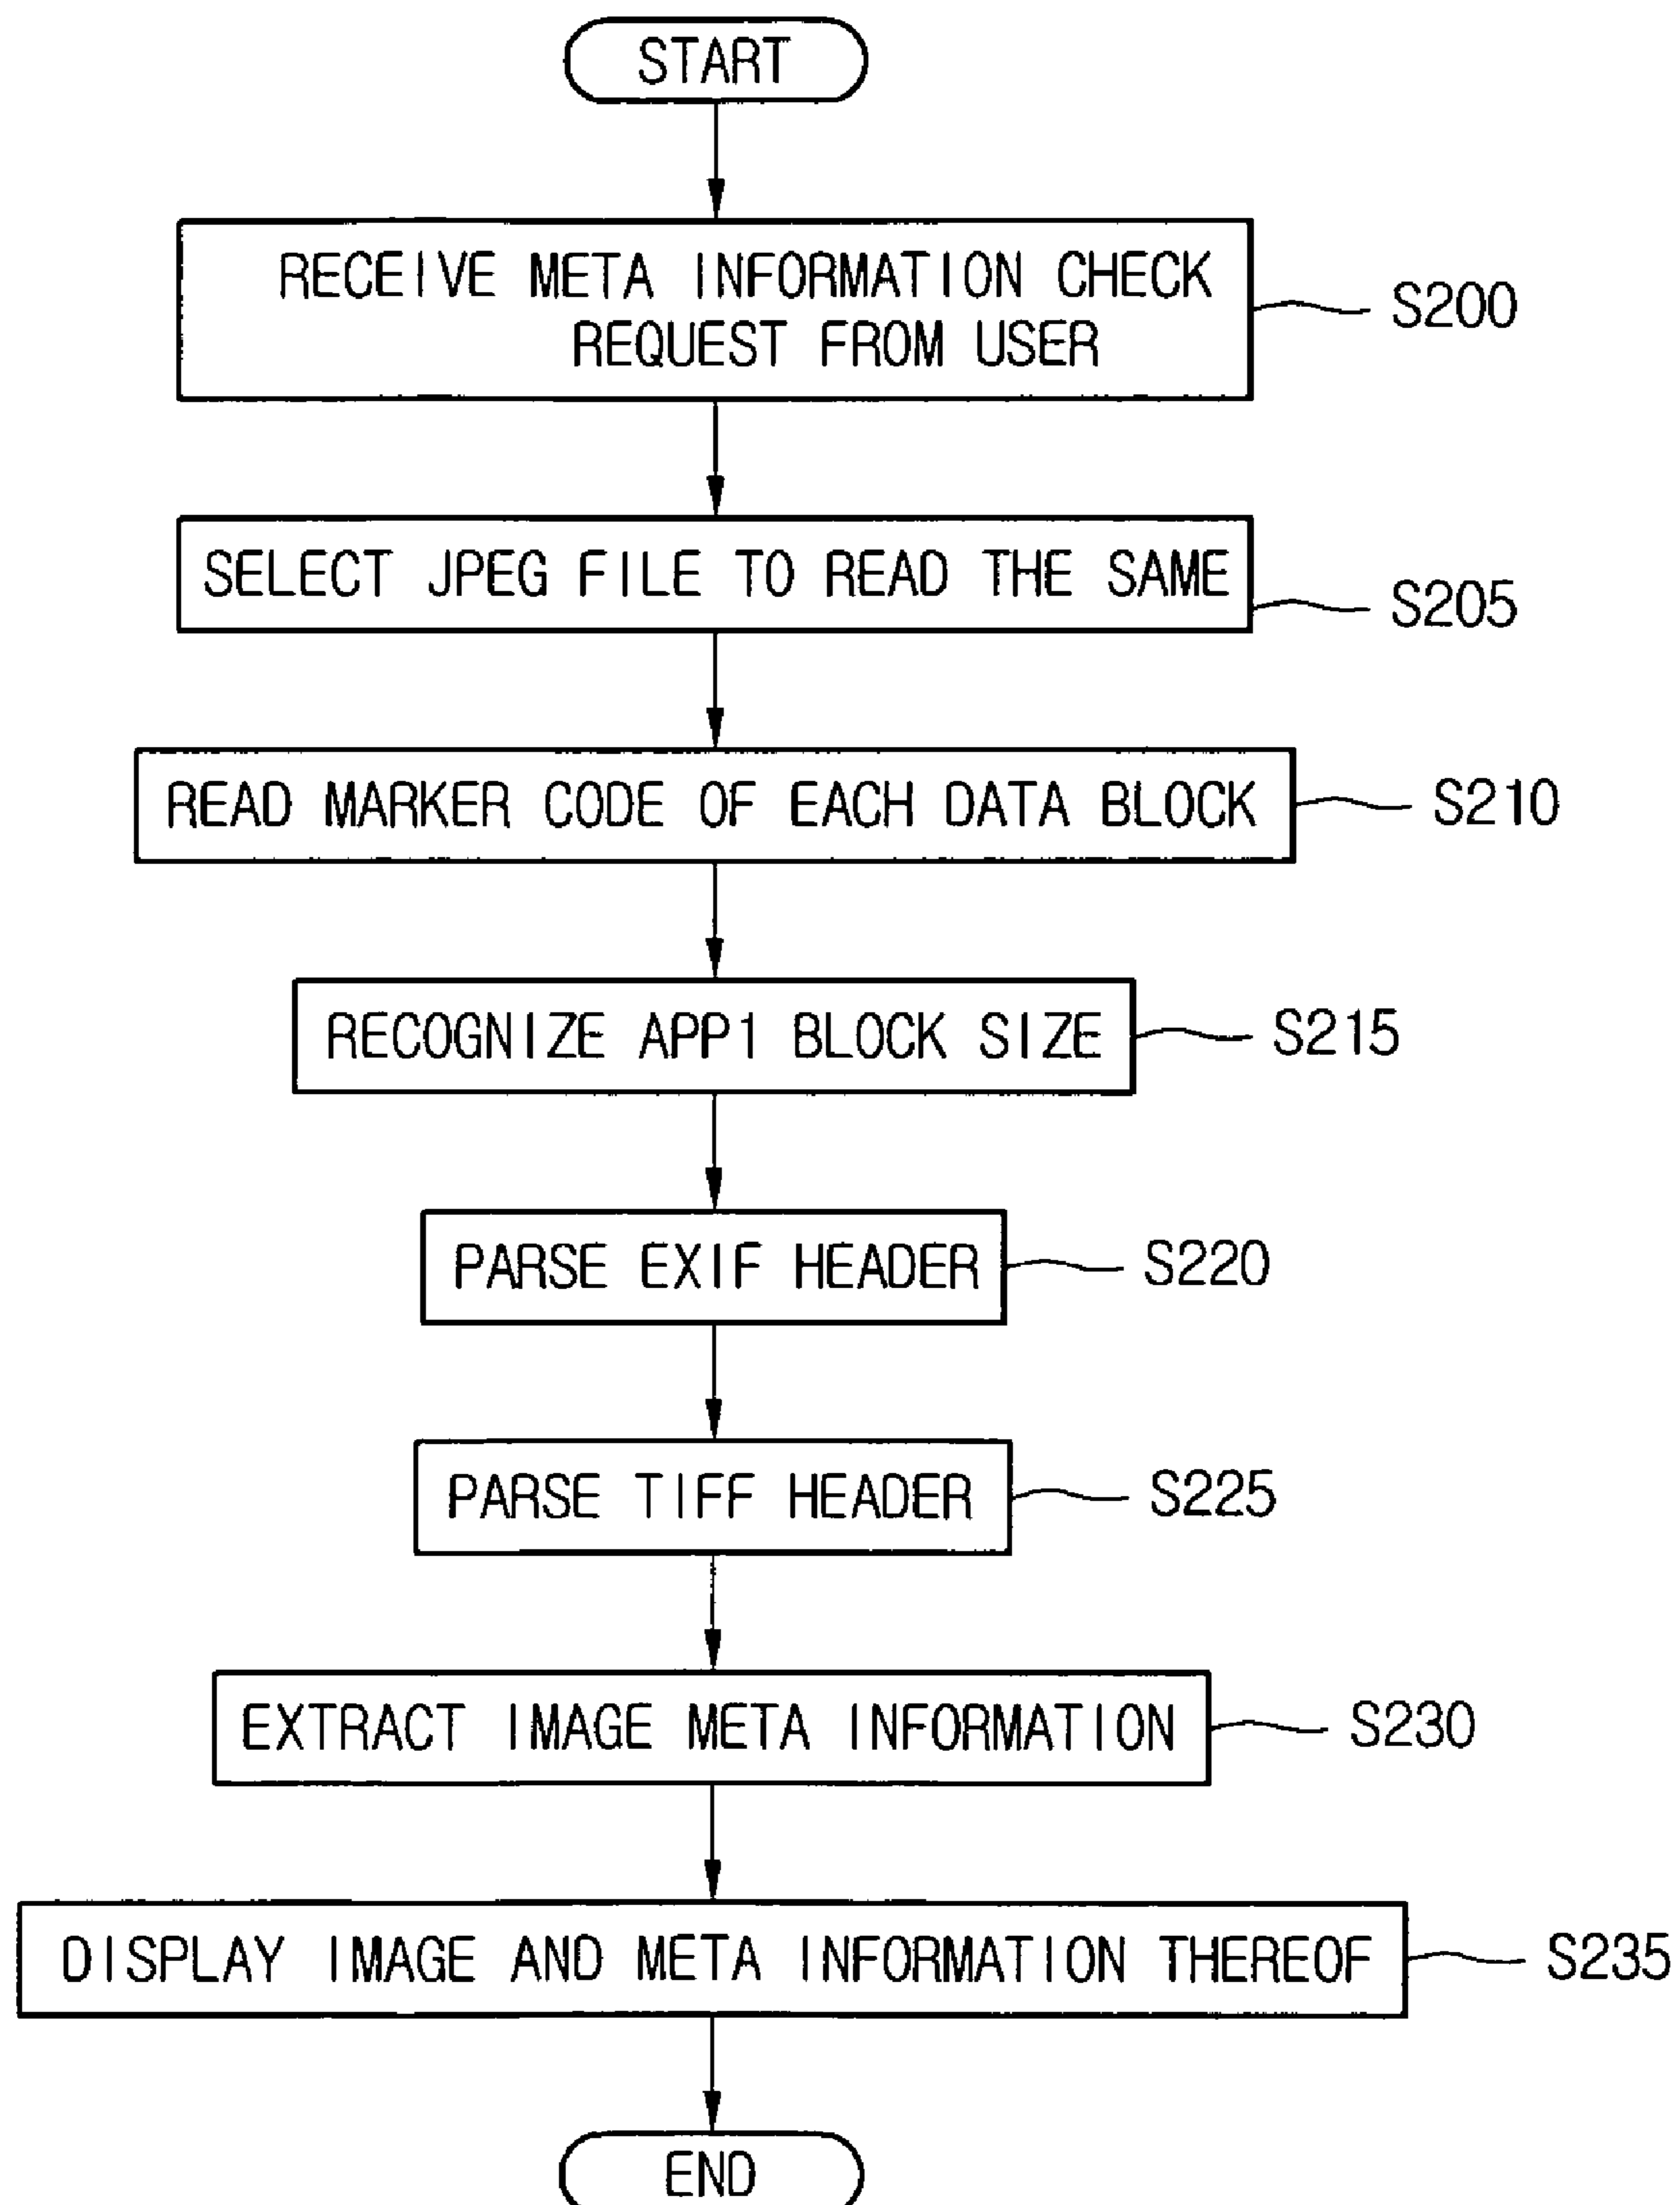 START
RECEIVE META INFORMATION CHECK
REQUEST FROM USER
S200
SELECT JPEG FILE TO READ THE SAME
S205
READ MARKER CODE OF EACH DATA BLOCK
S210
RECOGNIZE APP1 BLOCK SIZE
S215
PARSE EXIF HEADER
S220
PARSE TIFF HEADER
S225
EXTRACT IMAGE META INFORMATION
S230
DISPLAY IMAGE AND META INFORMATION THEREOF
S235
END